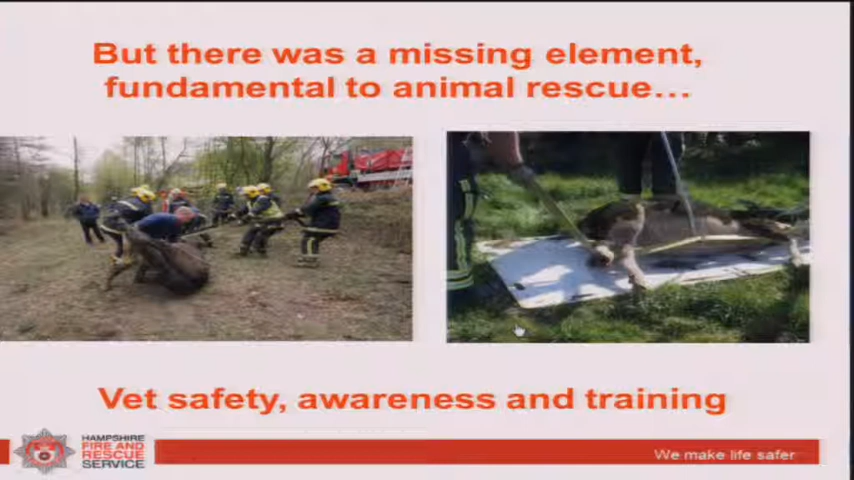 But there was a missing element,
fundamental to animal rescue…
Vet safety, awareness and training
HAMPSHIRE
FIRE AND
RESCUE
SERVICE
We make life safer